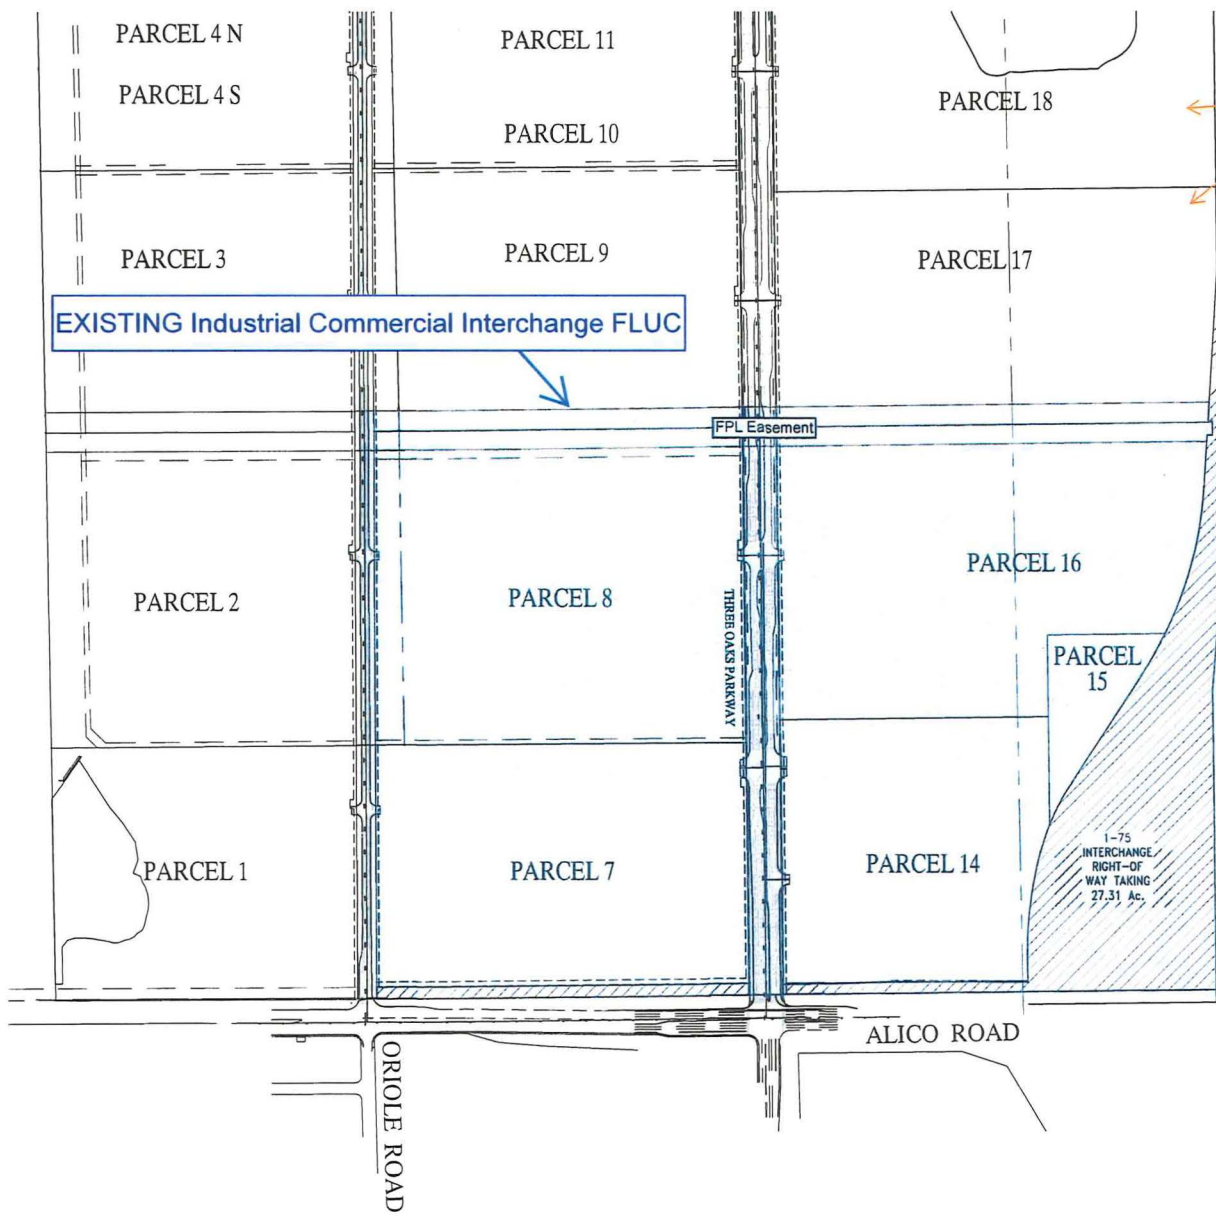 PARCEL 4 N
PARCEL 11
PARCEL 4 S
PARCEL 18
PARCEL 10
PARCEL 3
PARCEL 9
PARCEL 17
EXISTING Industrial Commercial Interchange FLUC
FPL Easement
PARCEL 2
PARCEL 8
THREE OAKS PARKWAY
PARCEL 16
PARCEL
15
PARCEL 1
PARCEL 7
PARCEL 14
I-75
INTERCHANGE
RIGHT-OF
WAY TAKING
27.31 Ac.
ALICO ROAD
ORIOLE ROAD